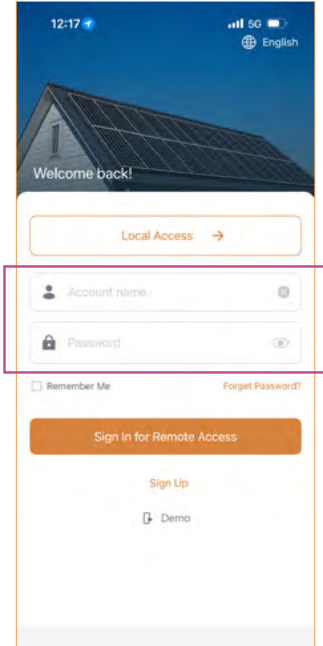 12:17 5G
English
Welcome back!
Local Access →
Account name
Password
Remember Me Forget Password?
Sign In for Remote Access
Sign Up
Demo